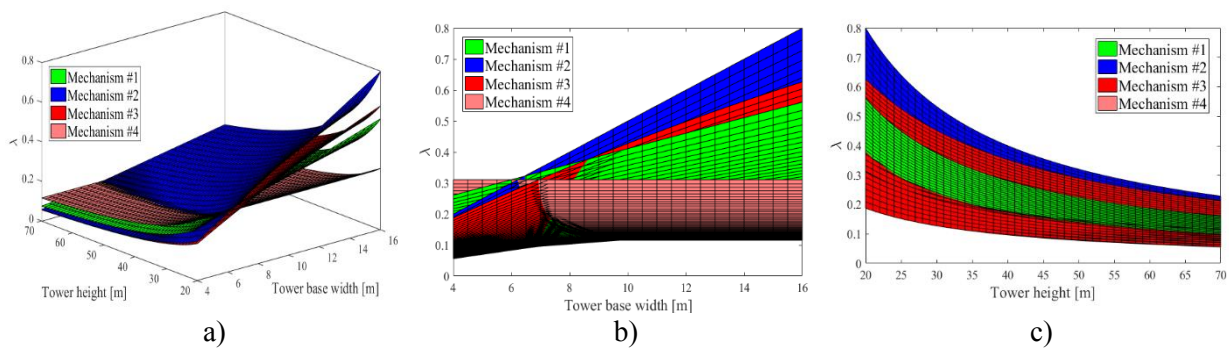 0.8
0.6
0.4
0.2
0
λ
Mechanism #1
Mechanism #2
Mechanism #3
Mechanism #4
70
60
50
40
30
20
Tower height [m]
4
6
8
10
12
14
16
Tower base width [m]
a)
0.8
0.7
0.6
0.5
0.4
0.3
0.2
0.1
0
λ
Mechanism #1
Mechanism #2
Mechanism #3
Mechanism #4
4
6
8
10
12
14
16
Tower base width [m]
b)
0.8
0.7
0.6
0.5
0.4
0.3
0.2
0.1
0
λ
Mechanism #1
Mechanism #2
Mechanism #3
Mechanism #4
20
25
30
35
40
45
50
55
60
65
70
Tower height [m]
c)